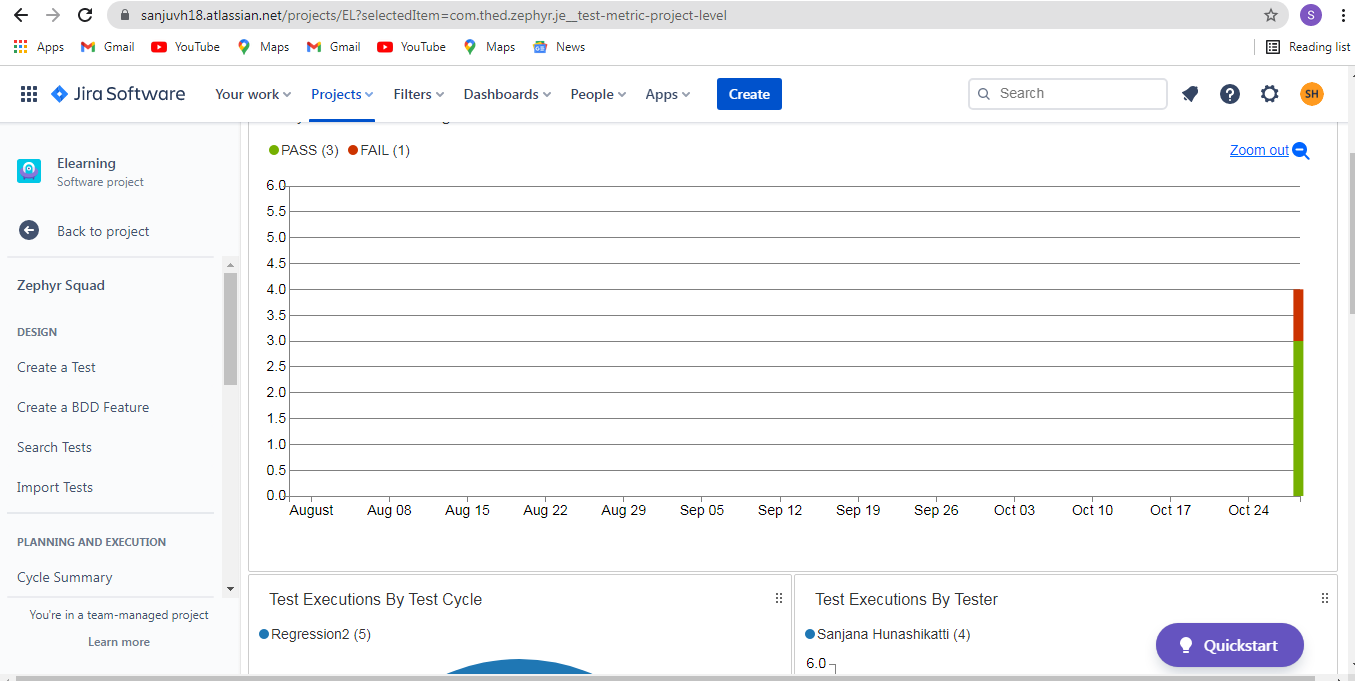 sanjuvh18.atlassian.net/projects/EL?selectedItem=com.thed.zephyr.je__test-metric-project-level
S
Apps Gmail YouTube Maps Gmail YouTube Maps News Reading list
Jira Software Your work Projects Filters Dashboards People Apps Create Search SH
Elearning
Software project
Back to project
Zephyr Squad
DESIGN
Create a Test
Create a BDD Feature
Search Tests
Import Tests
PLANNING AND EXECUTION
Cycle Summary
You're in a team-managed project
Learn more
PASS (3) FAIL (1)
Zoom out
6.0
5.5
5.0
4.5
4.0
3.5
3.0
2.5
2.0
1.5
1.0
0.5
0.0
August Aug 08 Aug 15 Aug 22 Aug 29 Sep 05 Sep 12 Sep 19 Sep 26 Oct 03 Oct 10 Oct 17 Oct 24
Test Executions By Test Cycle
Regression2 (5)
Test Executions By Tester
Sanjana Hunashikatti (4)
6.0
Quickstart